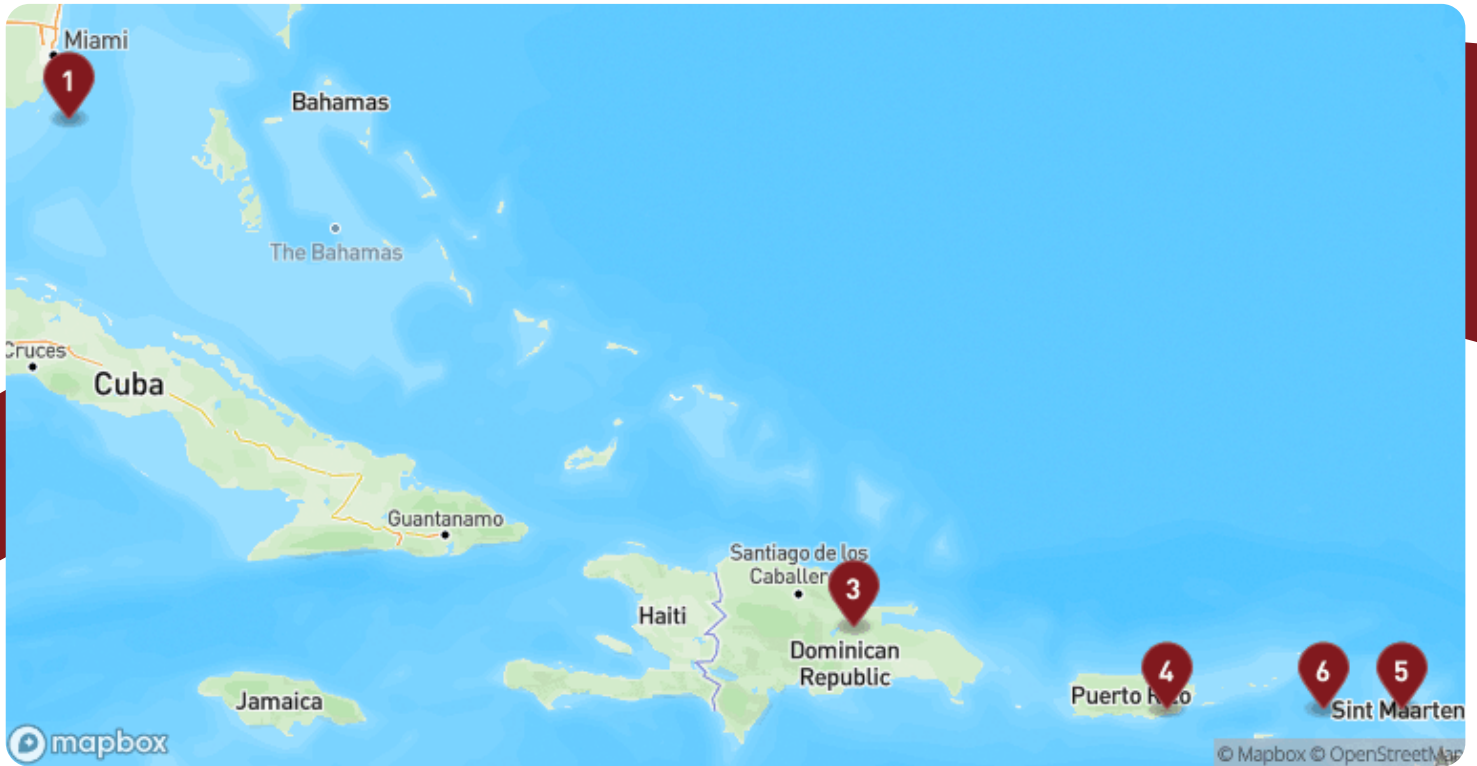 Miami
1
Bahamas
The Bahamas
Cruces
Cuba
Guantanamo
Santiago de los
Caballer
3
Haiti
Dominican
Republic
4
6
5
Puerto Rico
Sint Maarten
Jamaica
mapbox
© Mapbox © OpenStreetMap